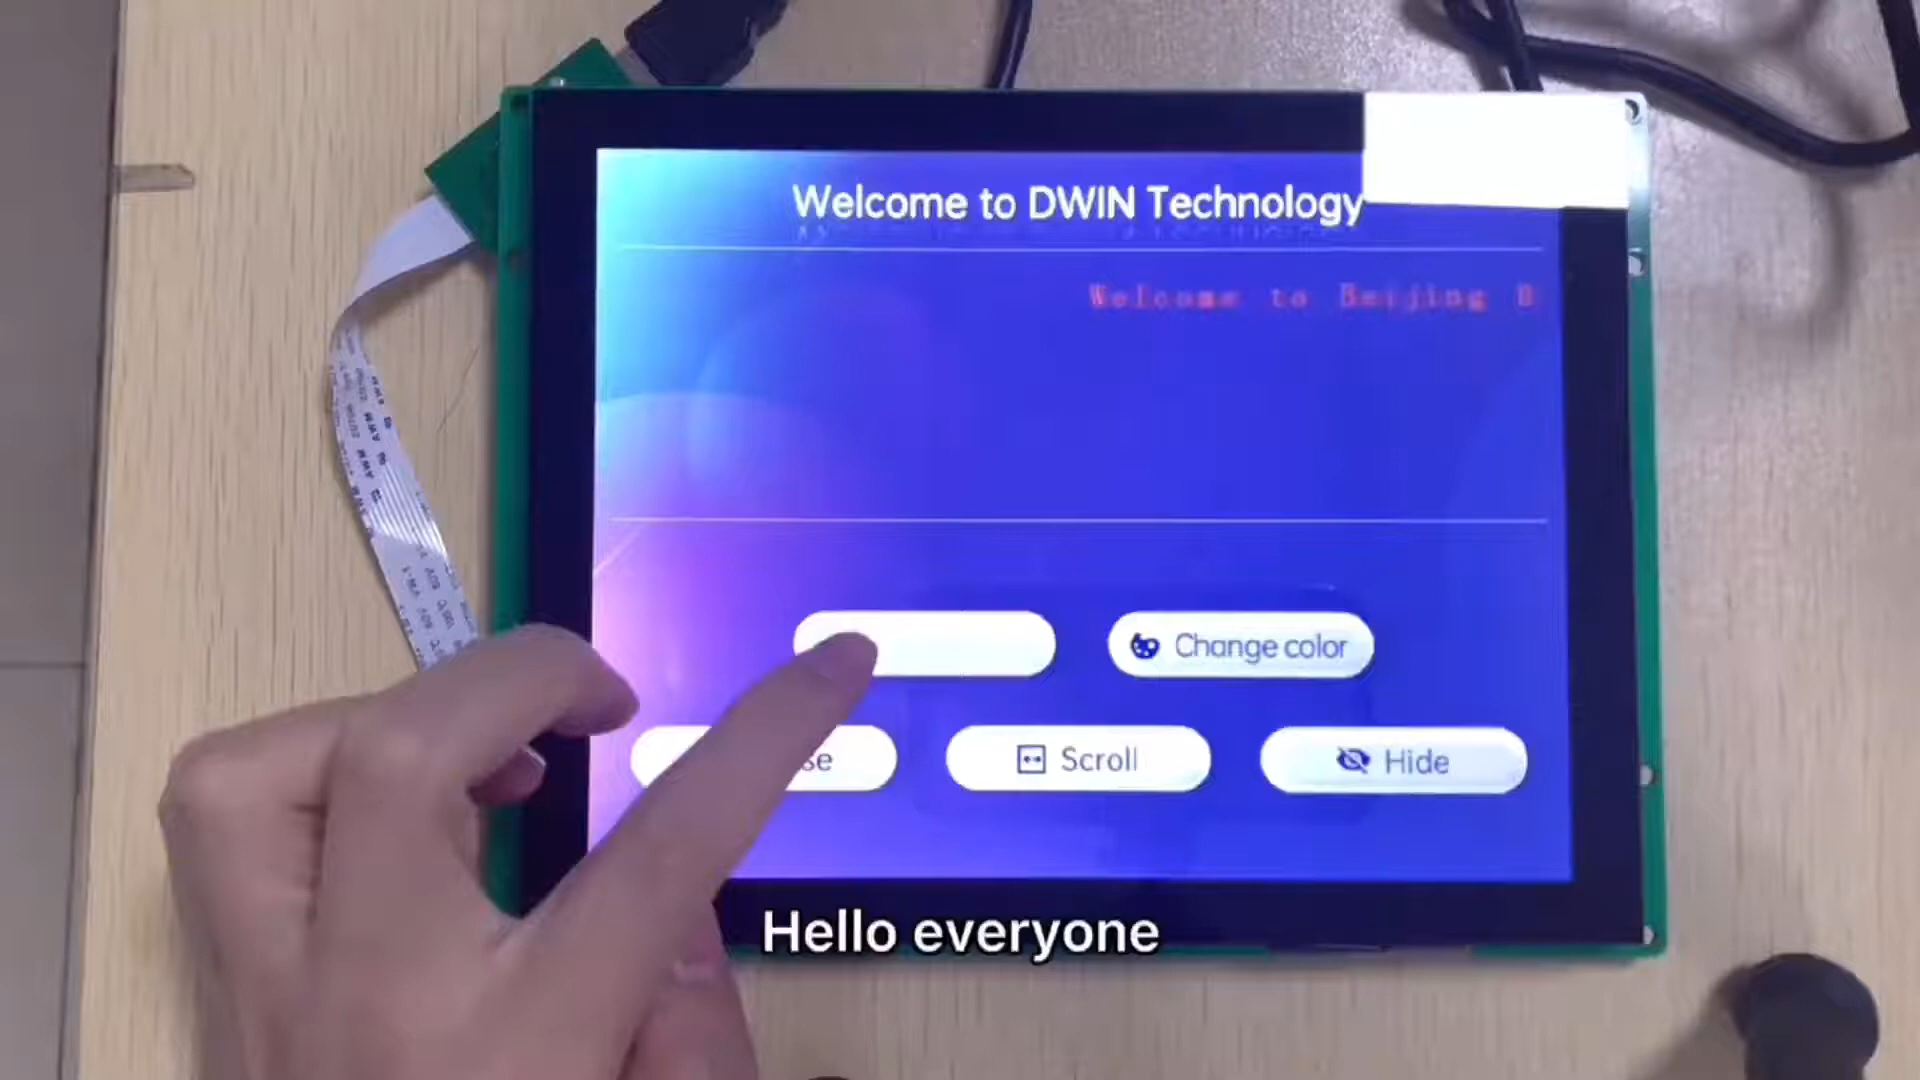 Welcome to DWIN Technology
Welcome to Beijing
Change color
Scroll
Hide
Hello everyone